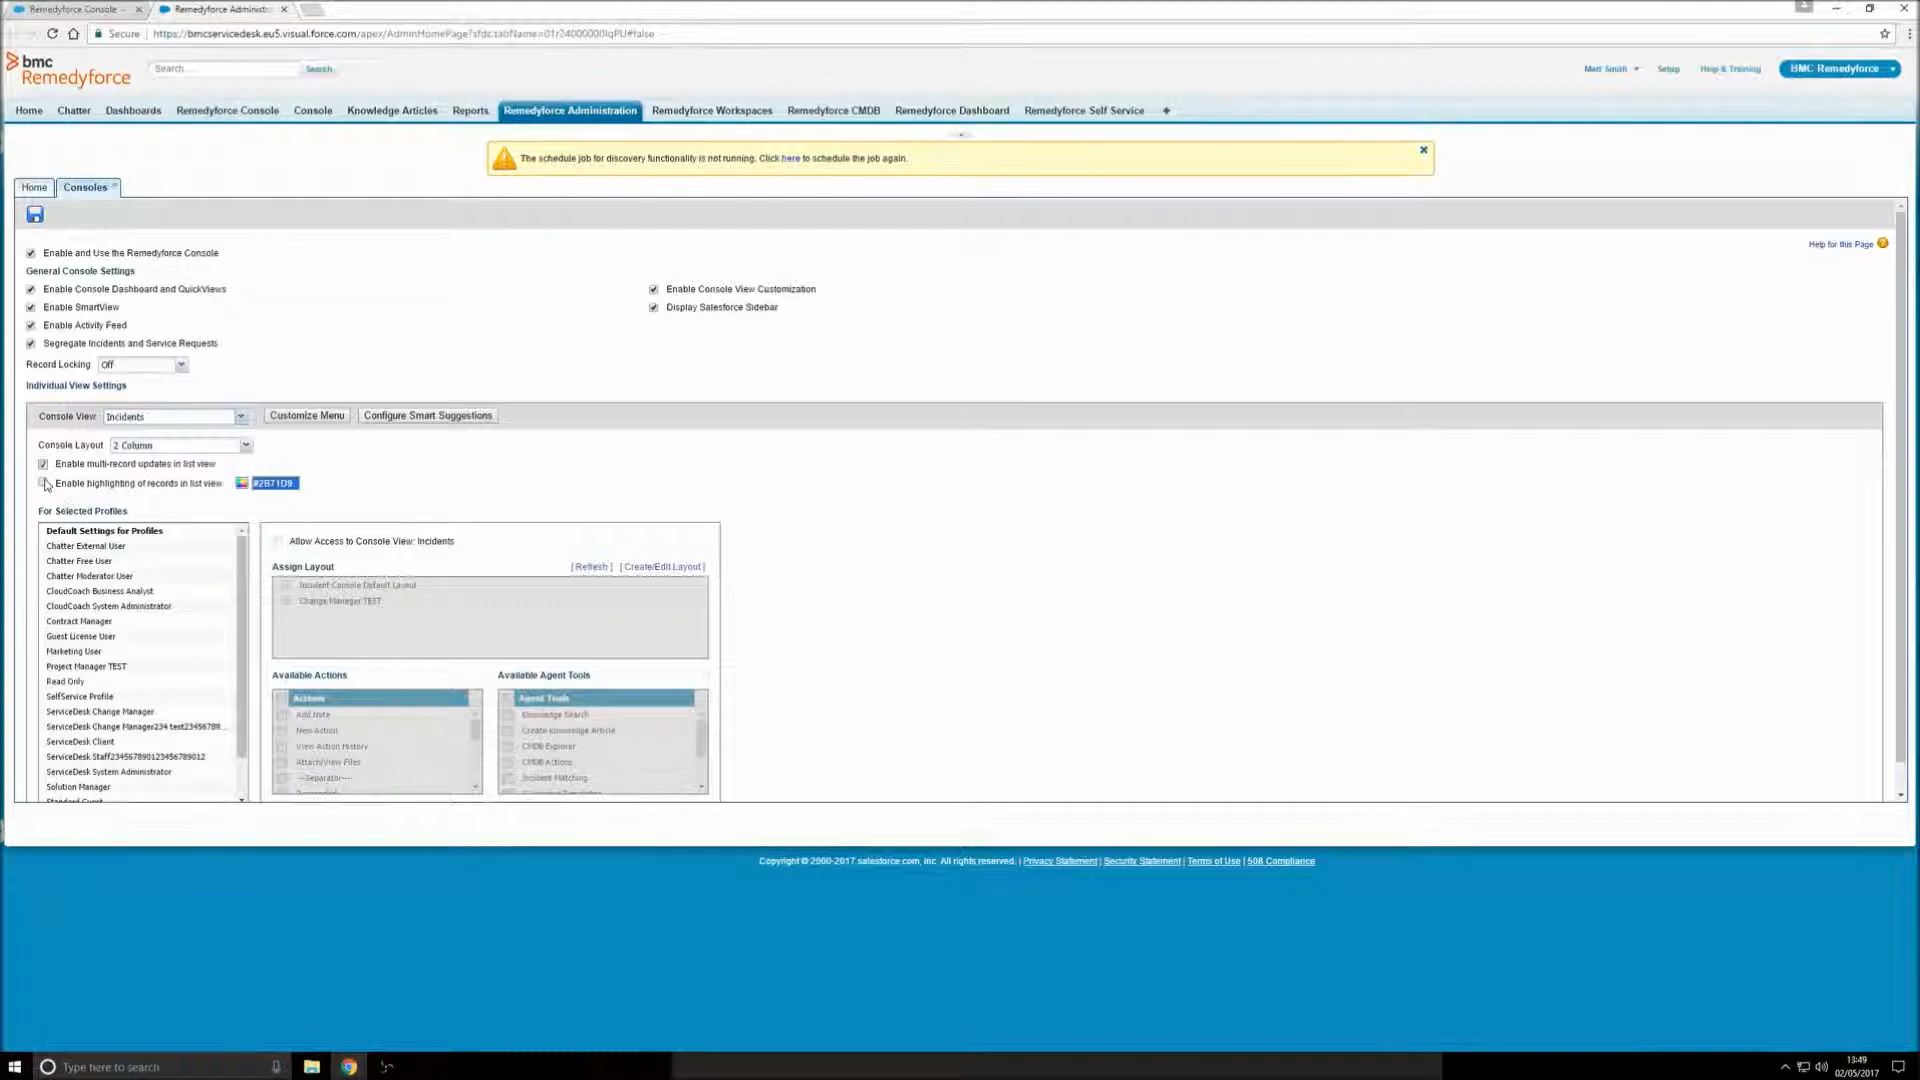 Remedyforce Console -
Remedyforce Administr
Secure https://bmcservicedesk.eu5.visual.force.com/apex/AdminHomePage?sfdc.tabName=01r24000000IqPU#false
bmc
Remedyforce
Search...
Search
Matt Smith
Setup
Help & Training
BMC Remedyforce
Home
Chatter
Dashboards
Remedyforce Console
Console
Knowledge Articles
Reports
Remedyforce Administration
Remedyforce Workspaces
Remedyforce CMDB
Remedyforce Dashboard
Remedyforce Self Service
+
The schedule job for discovery functionality is not running. Click here to schedule the job again.
Home
Consoles
Help for this Page
Enable and Use the Remedyforce Console
General Console Settings
Enable Console Dashboard and QuickViews
Enable Console View Customization
Enable SmartView
Display Salesforce Sidebar
Enable Activity Feed
Segregate Incidents and Service Requests
Record Locking Off
Individual View Settings
Console View Incidents
Customize Menu
Configure Smart Suggestions
Console Layout 2 Column
Enable multi-record updates in list view
Enable highlighting of records in list view #2B71D9
For Selected Profiles
Default Settings for Profiles
Chatter External User
Chatter Free User
Chatter Moderator User
CloudCoach Business Analyst
CloudCoach System Administrator
Contract Manager
Guest License User
Marketing User
Project Manager TEST
Read Only
SelfService Profile
ServiceDesk Change Manager
ServiceDesk Change Manager234 test23456789...
ServiceDesk Client
ServiceDesk Staff234567890123456789012
ServiceDesk System Administrator
Solution Manager
Standard Guest
Allow Access to Console View: Incidents
Assign Layout
[ Refresh ] [ Create/Edit Layout ]
Incident Console Default Layout
Change Manager TEST
Available Actions
Actions
Add Note
New Action
View Action History
Attach/View Files
---Separator---
Available Agent Tools
Agent Tools
Knowledge Search
Create Knowledge Article
CMDB Explorer
CMDB Actions
Incident Matching
Copyright © 2000-2017 salesforce.com, inc. All rights reserved. | Privacy Statement | Security Statement | Terms of Use | 508 Compliance
Type here to search
13:49
02/05/2017